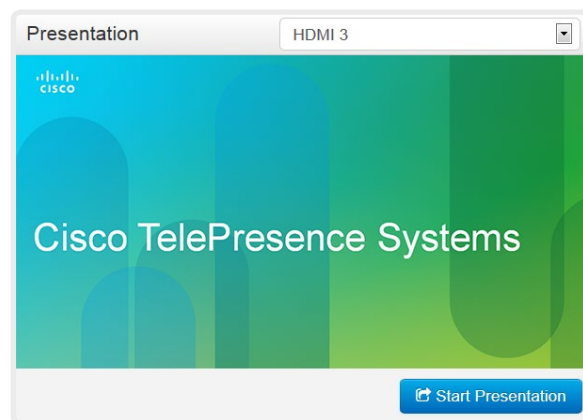 Presentation
HDMI 3
CISCO
Cisco TelePresence Systems
Start Presentation